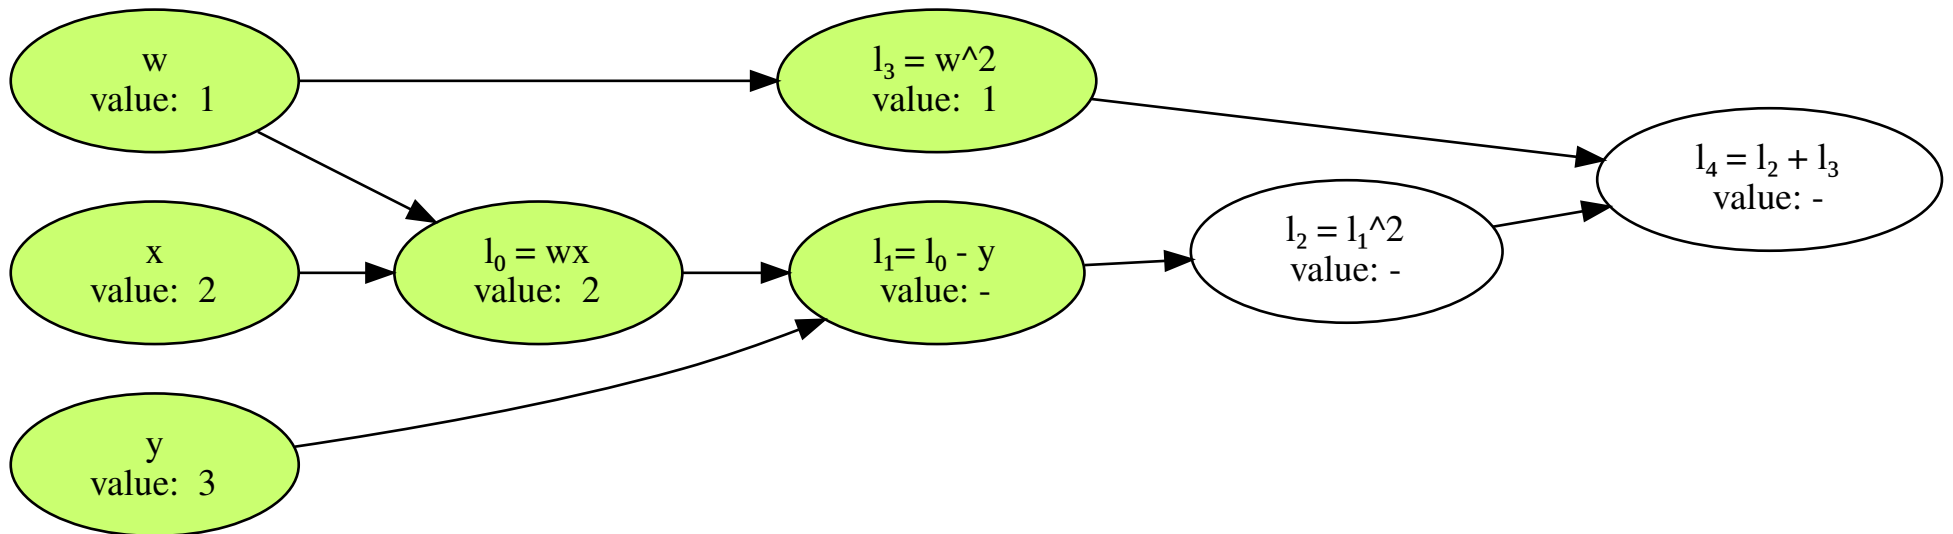 w
value:  1
l₃ = w^2
value:  1
l₄ = l₂ + l₃
value: -
x
value:  2
l₀ = wx
value:  2
l₁= l₀ - y
value: -
l₂ = l₁^2
value: -
y
value:  3